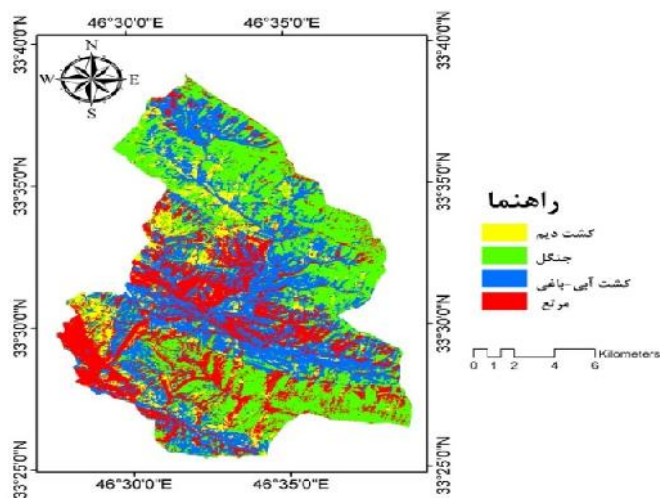 46°30'0"E 46°35'0"E
33°40'0"N 33°40'0"N
N
W E
S
33°35'0"N 33°35'0"N
راهنما
کشت دیم
جنگل
کشت آبی-باغی
مرتع
33°30'0"N 33°30'0"N
Kilometers
0 1 2 4 6
33°25'0"N 33°25'0"N
46°30'0"E 46°35'0"E